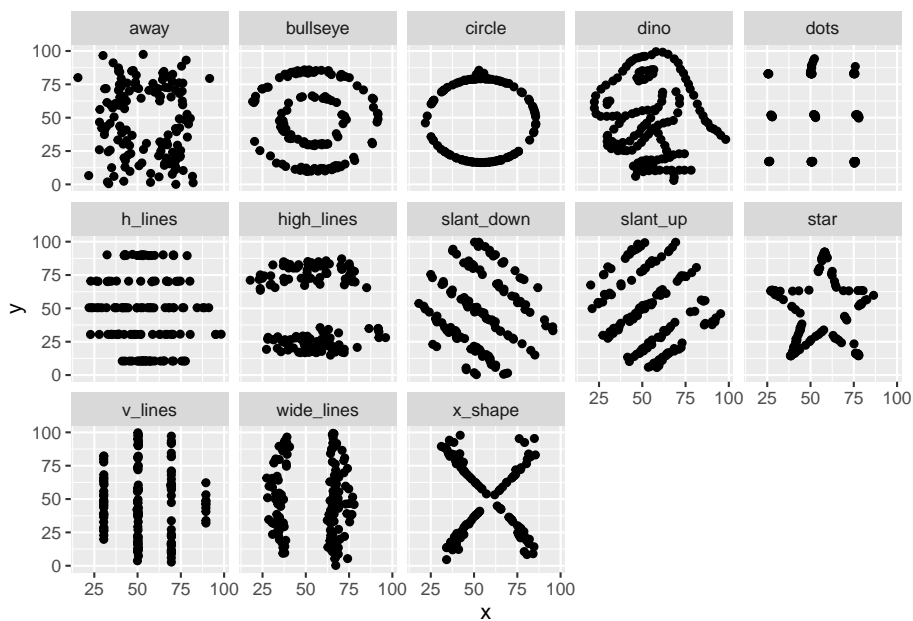 away bullseye circle dino dots
100
75
50
25
0
h_lines high_lines slant_down slant_up star
100
75
50
25
0
25 50 75 100 25 50 75 100
v_lines wide_lines x_shape
100
75
50
25
0
25 50 75 100 25 50 75 100 25 50 75 100
x
y